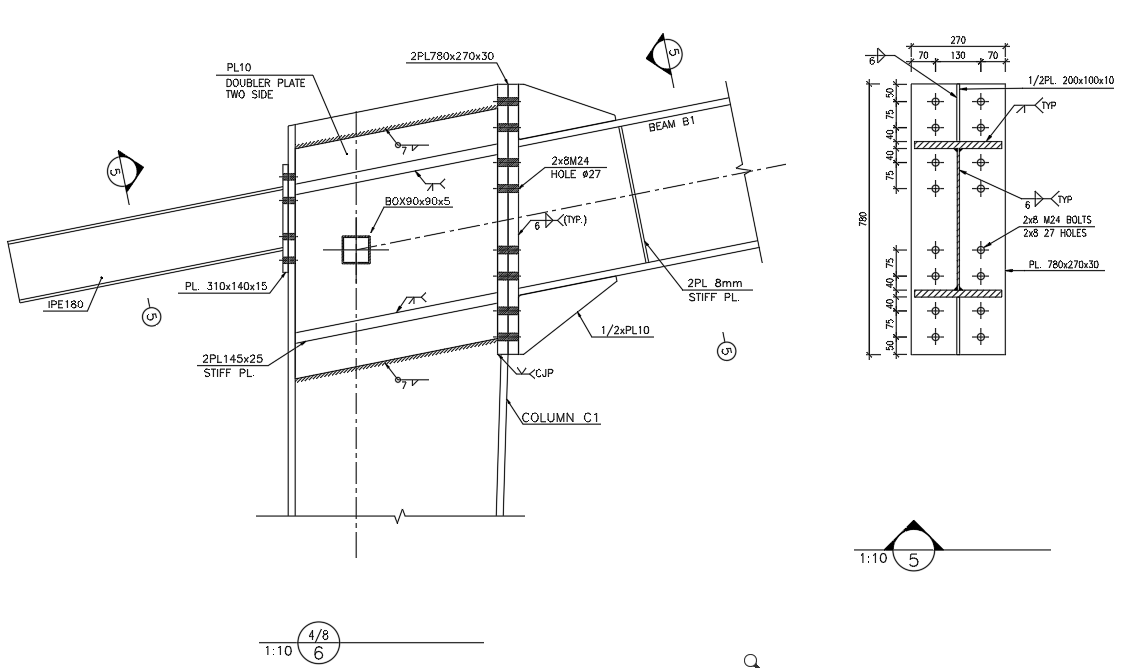 2PL780x270x30
PL10
DOUBLER PLATE
TWO SIDE
5
BEAM B1
7
2x8M24
HOLE ø27
5
BOX90x90x5
6
(TYP.)
IPE180
PL. 310x140x15
2PL 8mm
STIFF PL.
5
5
1/2xPL10
2PL145x25
STIFF PL.
CJP
7
COLUMN C1
4/8
6
1:10
270
70
130
70
6
1/2PL. 200x100x10
TYP
50
75
40
40
75
780
6
TYP
2x8 M24 BOLTS
2x8 27 HOLES
PL. 780x270x30
75
40
40
75
50
1:10
5